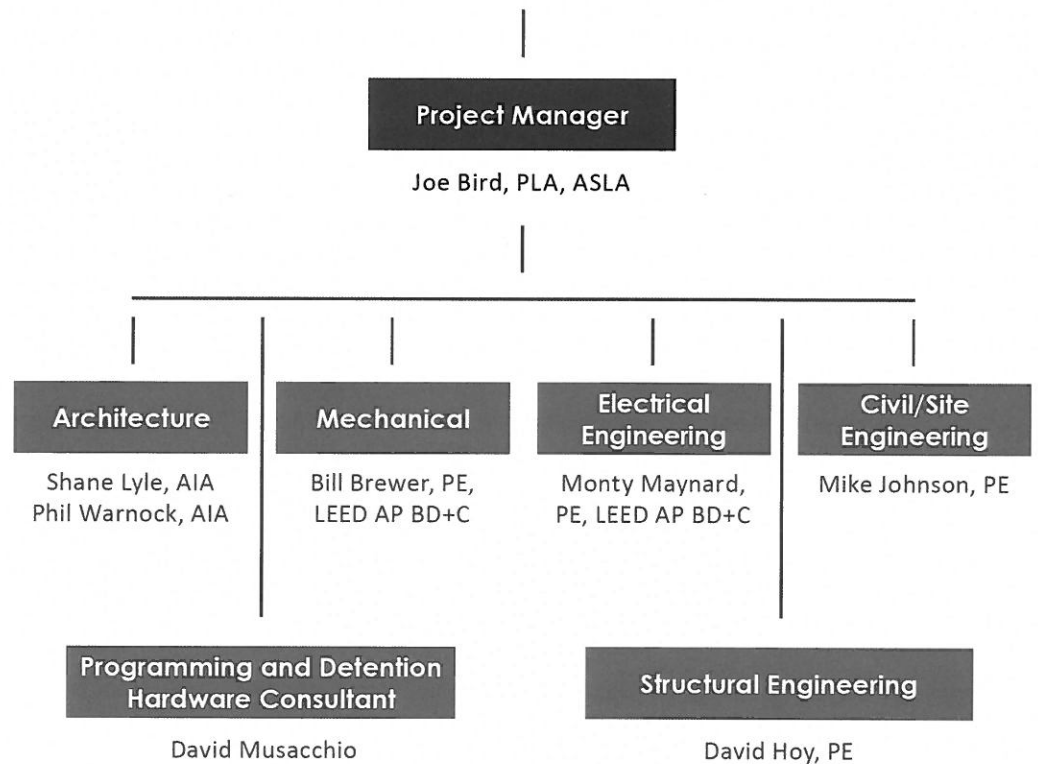 Project Manager
Joe Bird, PLA, ASLA
Architecture
Shane Lyle, AIA
Phil Warnock, AIA
Mechanical
Bill Brewer, PE,
LEED AP BD+C
Electrical
Engineering
Monty Maynard,
PE, LEED AP BD+C
Civil/Site
Engineering
Mike Johnson, PE
Programming and Detention
Hardware Consultant
David Musacchio
Structural Engineering
David Hoy, PE